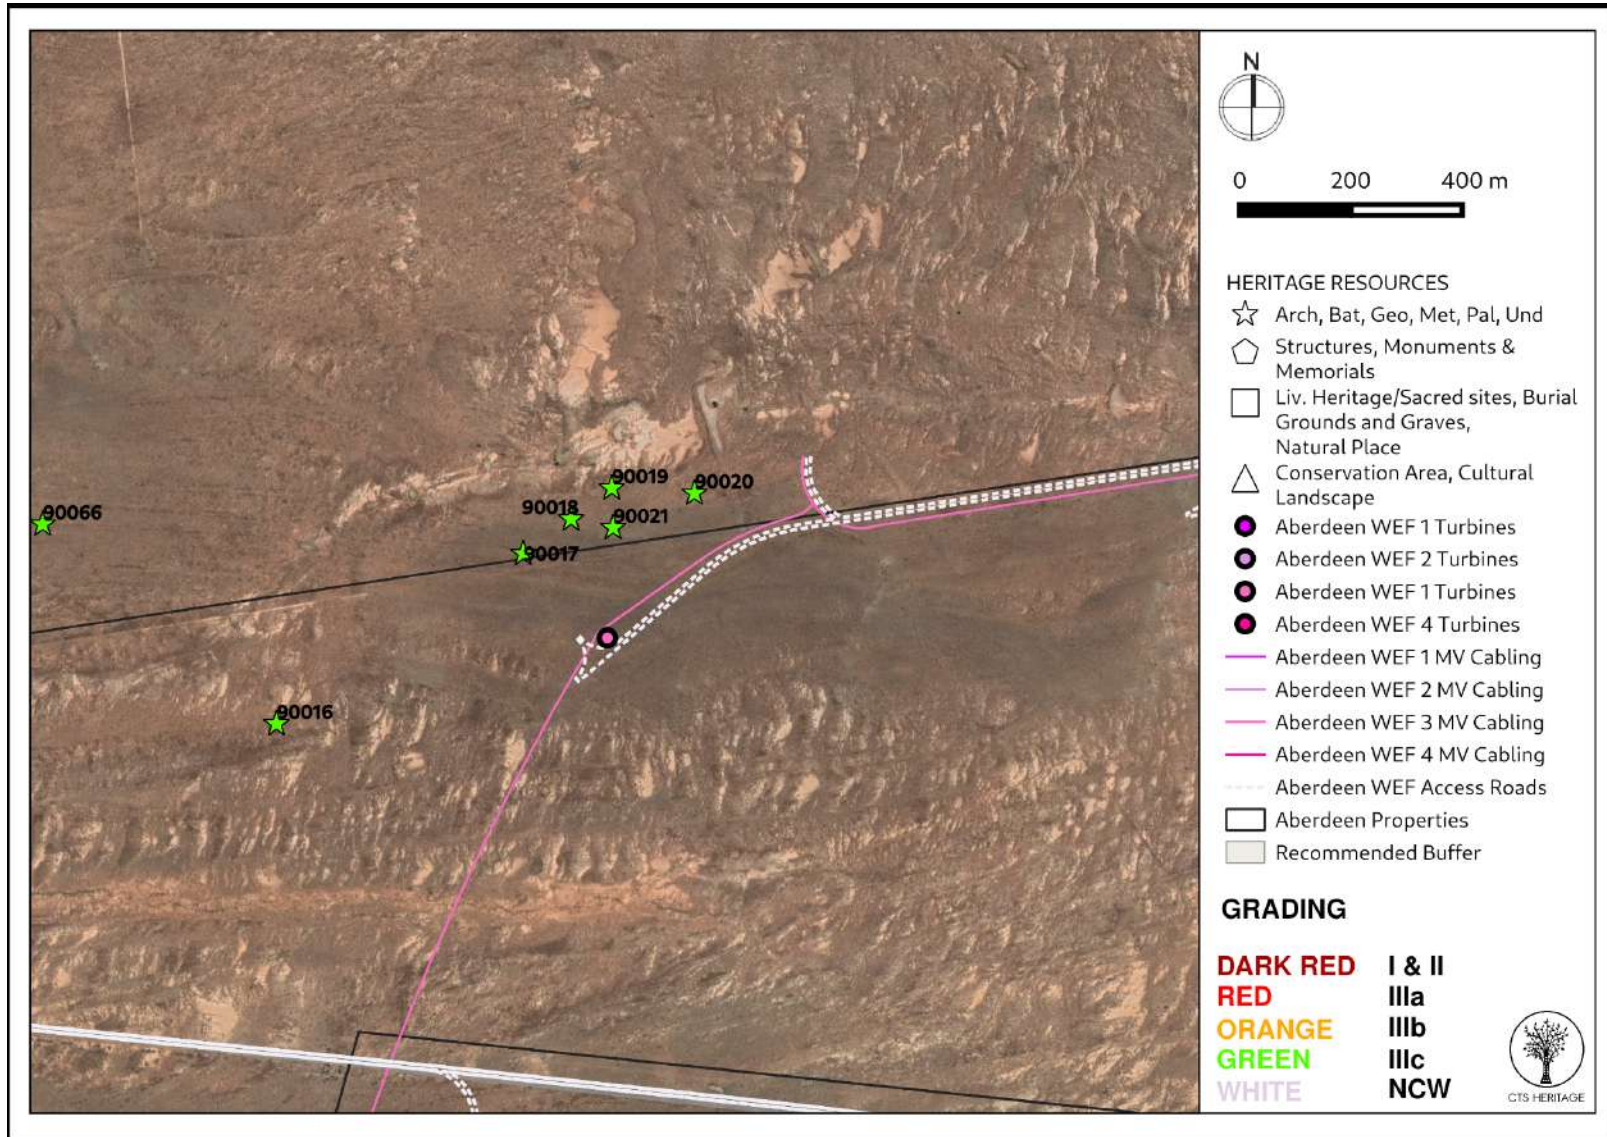 90019
90020
90018
90021
90066
90017
90016
N
0 200 400 m
HERITAGE RESOURCES
Arch, Bat, Geo, Met, Pal, Und
Structures, Monuments &
Memorials
Liv. Heritage/Sacred sites, Burial
Grounds and Graves,
Natural Place
Conservation Area, Cultural
Landscape
Aberdeen WEF 1 Turbines
Aberdeen WEF 2 Turbines
Aberdeen WEF 1 Turbines
Aberdeen WEF 4 Turbines
Aberdeen WEF 1 MV Cabling
Aberdeen WEF 2 MV Cabling
Aberdeen WEF 3 MV Cabling
Aberdeen WEF 4 MV Cabling
Aberdeen WEF Access Roads
Aberdeen Properties
Recommended Buffer
GRADING
DARK RED I & II
RED IIIa
ORANGE IIIb
GREEN IIIc
WHITE NCW
CTS HERITAGE